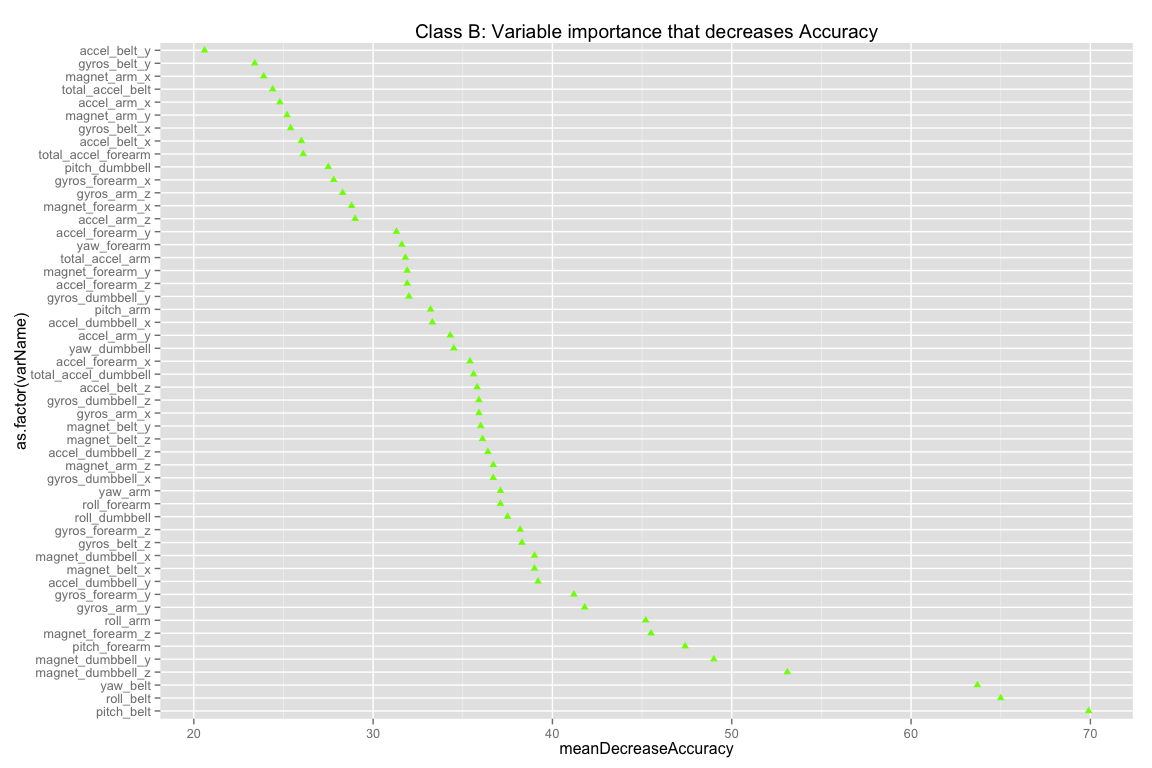 Class B: Variable importance that decreases Accuracy
accel_belt_y
gyros_belt_y
magnet_arm_x
total_accel_belt
accel_arm_x
magnet_arm_y
gyros_belt_x
accel_belt_x
total_accel_forearm
pitch_dumbbell
gyros_forearm_x
gyros_arm_z
magnet_forearm_x
accel_arm_z
accel_forearm_y
yaw_forearm
total_accel_arm
magnet_forearm_y
accel_forearm_z
gyros_dumbbell_y
pitch_arm
accel_dumbbell_x
accel_arm_y
yaw_dumbbell
accel_forearm_x
total_accel_dumbbell
accel_belt_z
gyros_dumbbell_z
gyros_arm_x
magnet_belt_y
magnet_belt_z
accel_dumbbell_z
magnet_arm_z
gyros_dumbbell_x
yaw_arm
roll_forearm
roll_dumbbell
gyros_forearm_z
gyros_belt_z
magnet_dumbbell_x
magnet_belt_x
accel_dumbbell_y
gyros_forearm_y
gyros_arm_y
roll_arm
magnet_forearm_z
pitch_forearm
magnet_dumbbell_y
magnet_dumbbell_z
yaw_belt
roll_belt
pitch_belt
as.factor(varName)
20 30 40 50 60 70
meanDecreaseAccuracy